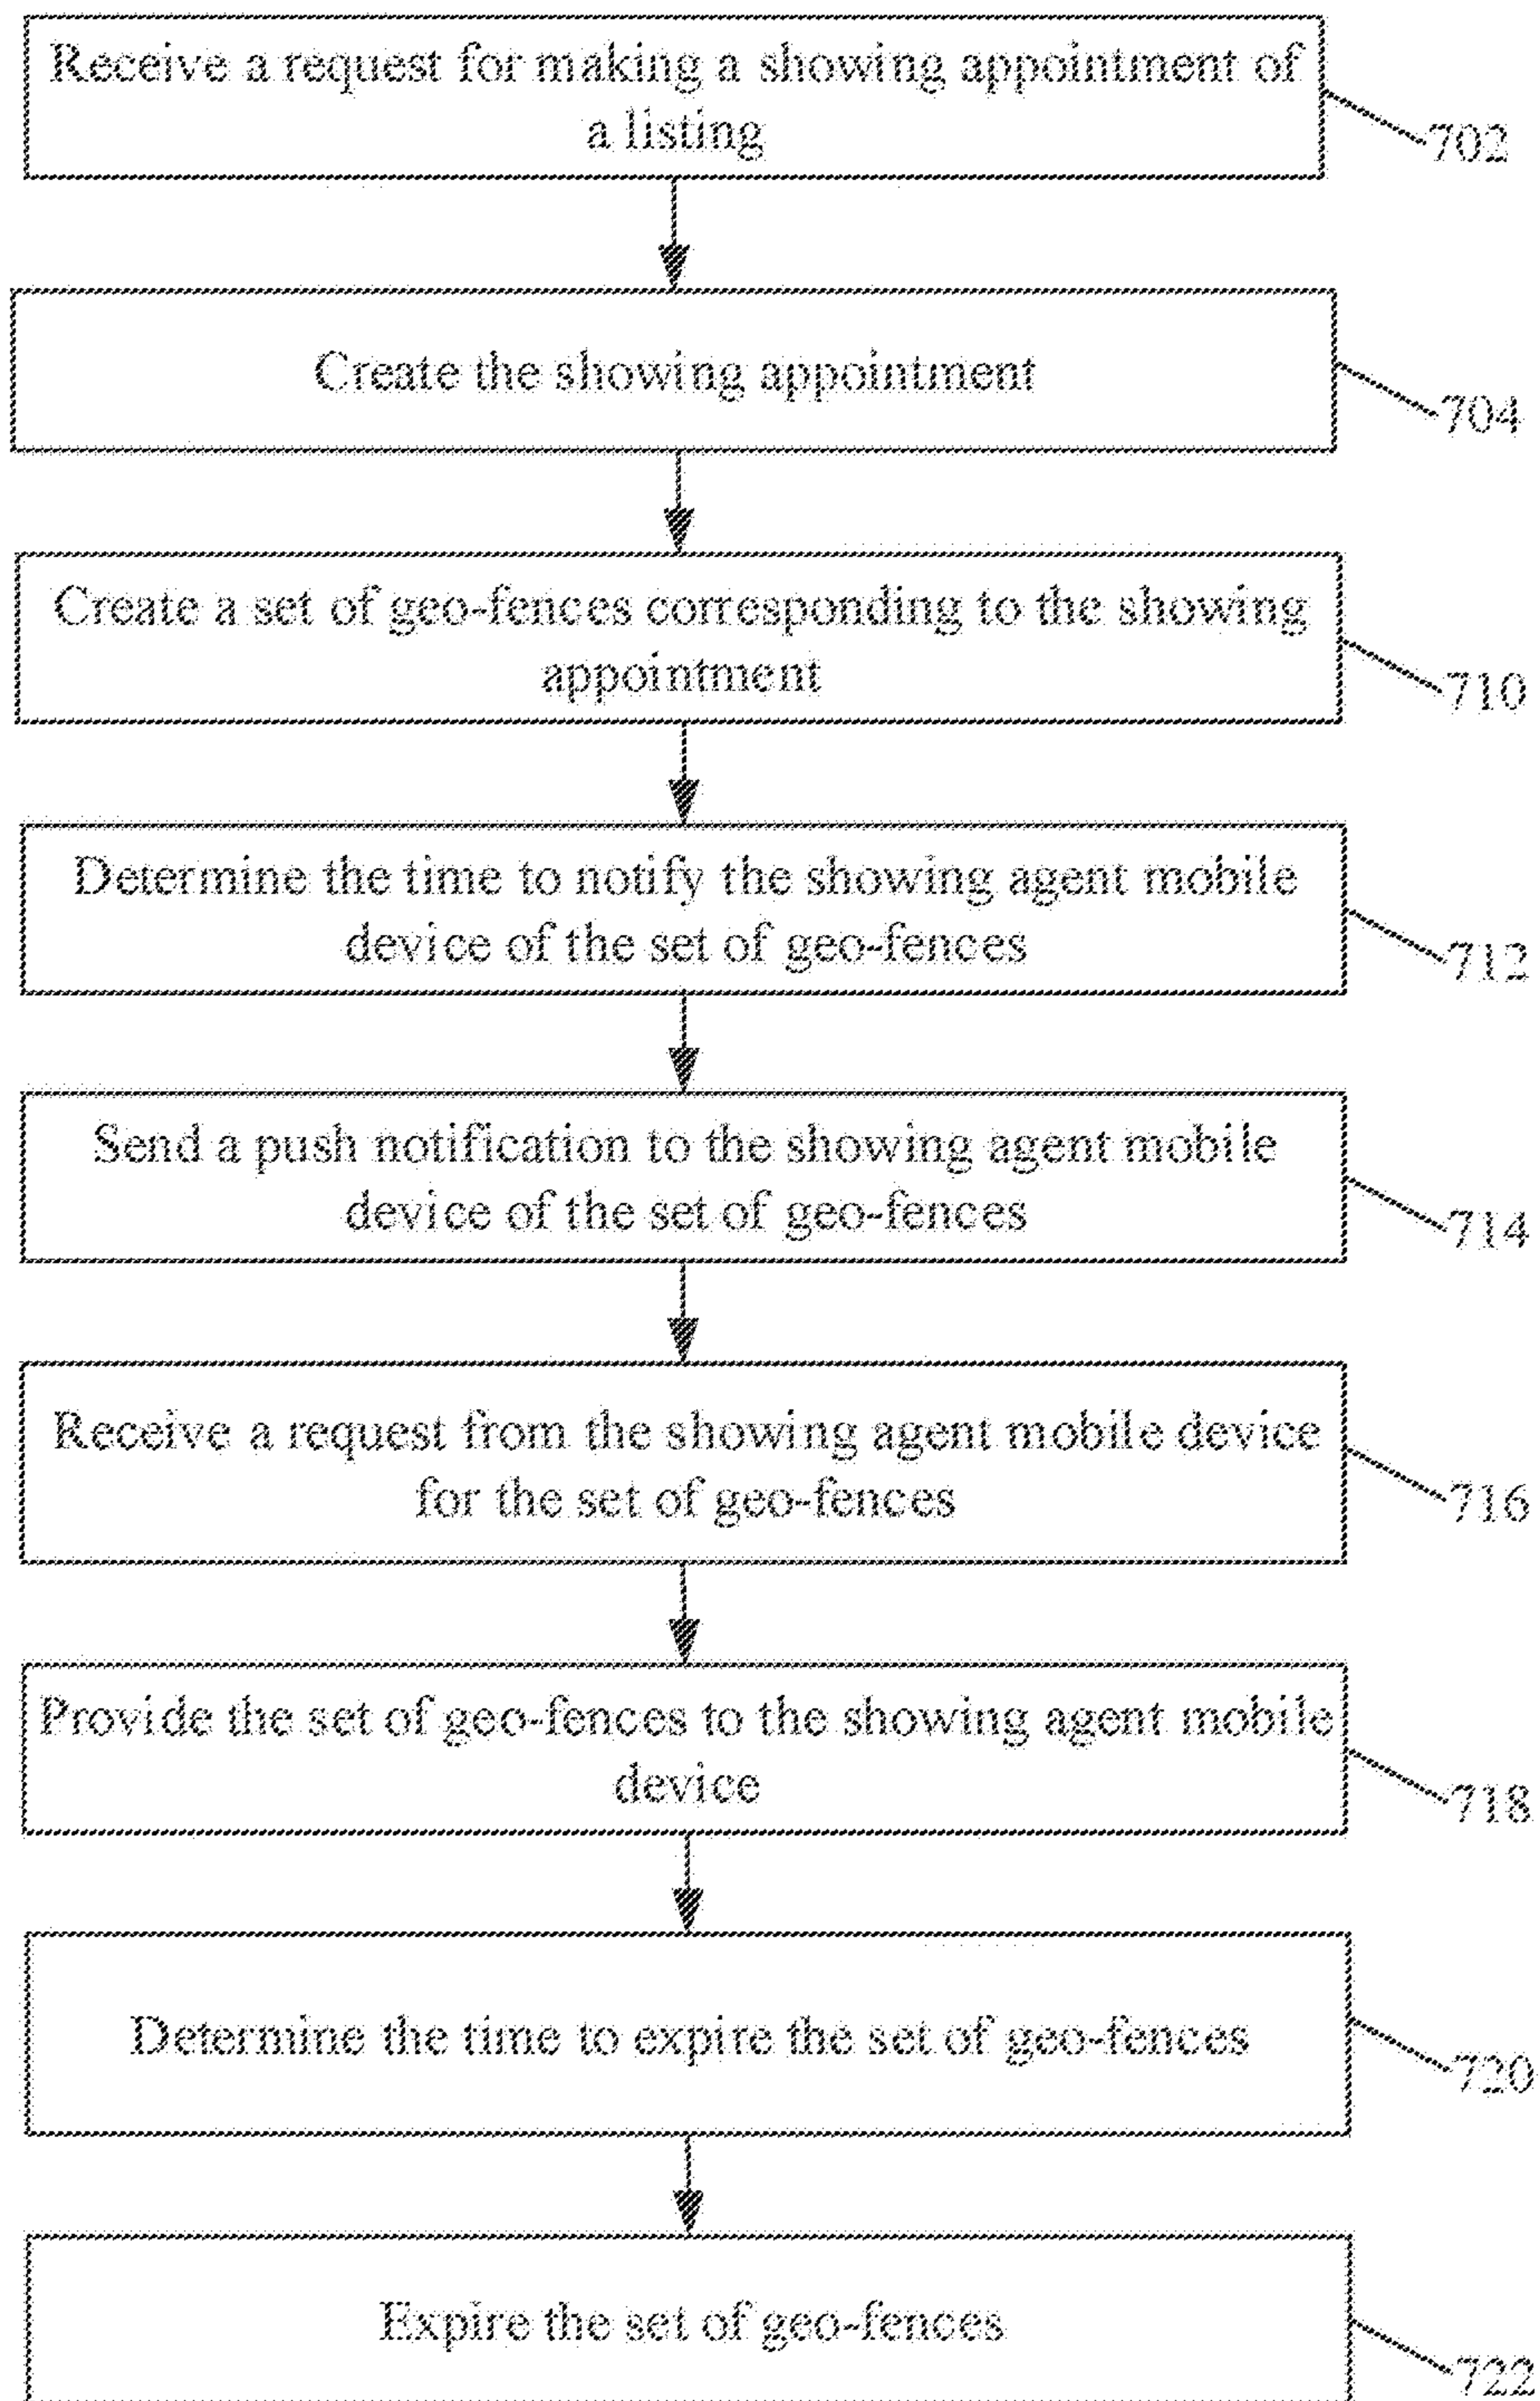 Receive a request for making a showing appointment of
a listing
702
Create the showing appointment
704
Create a set of geo-fences corresponding to the showing
appointment
710
Determine the time to notify the showing agent mobile
device of the set of geo-fences
712
Send a push notification to the showing agent mobile
device of the set of geo-fences
714
Receive a request from the showing agent mobile device
for the set of geo-fences
716
Provide the set of geo-fences to the showing agent mobile
device
718
Determine the time to expire the set of geo-fences
720
Expire the set of geo-fences
722